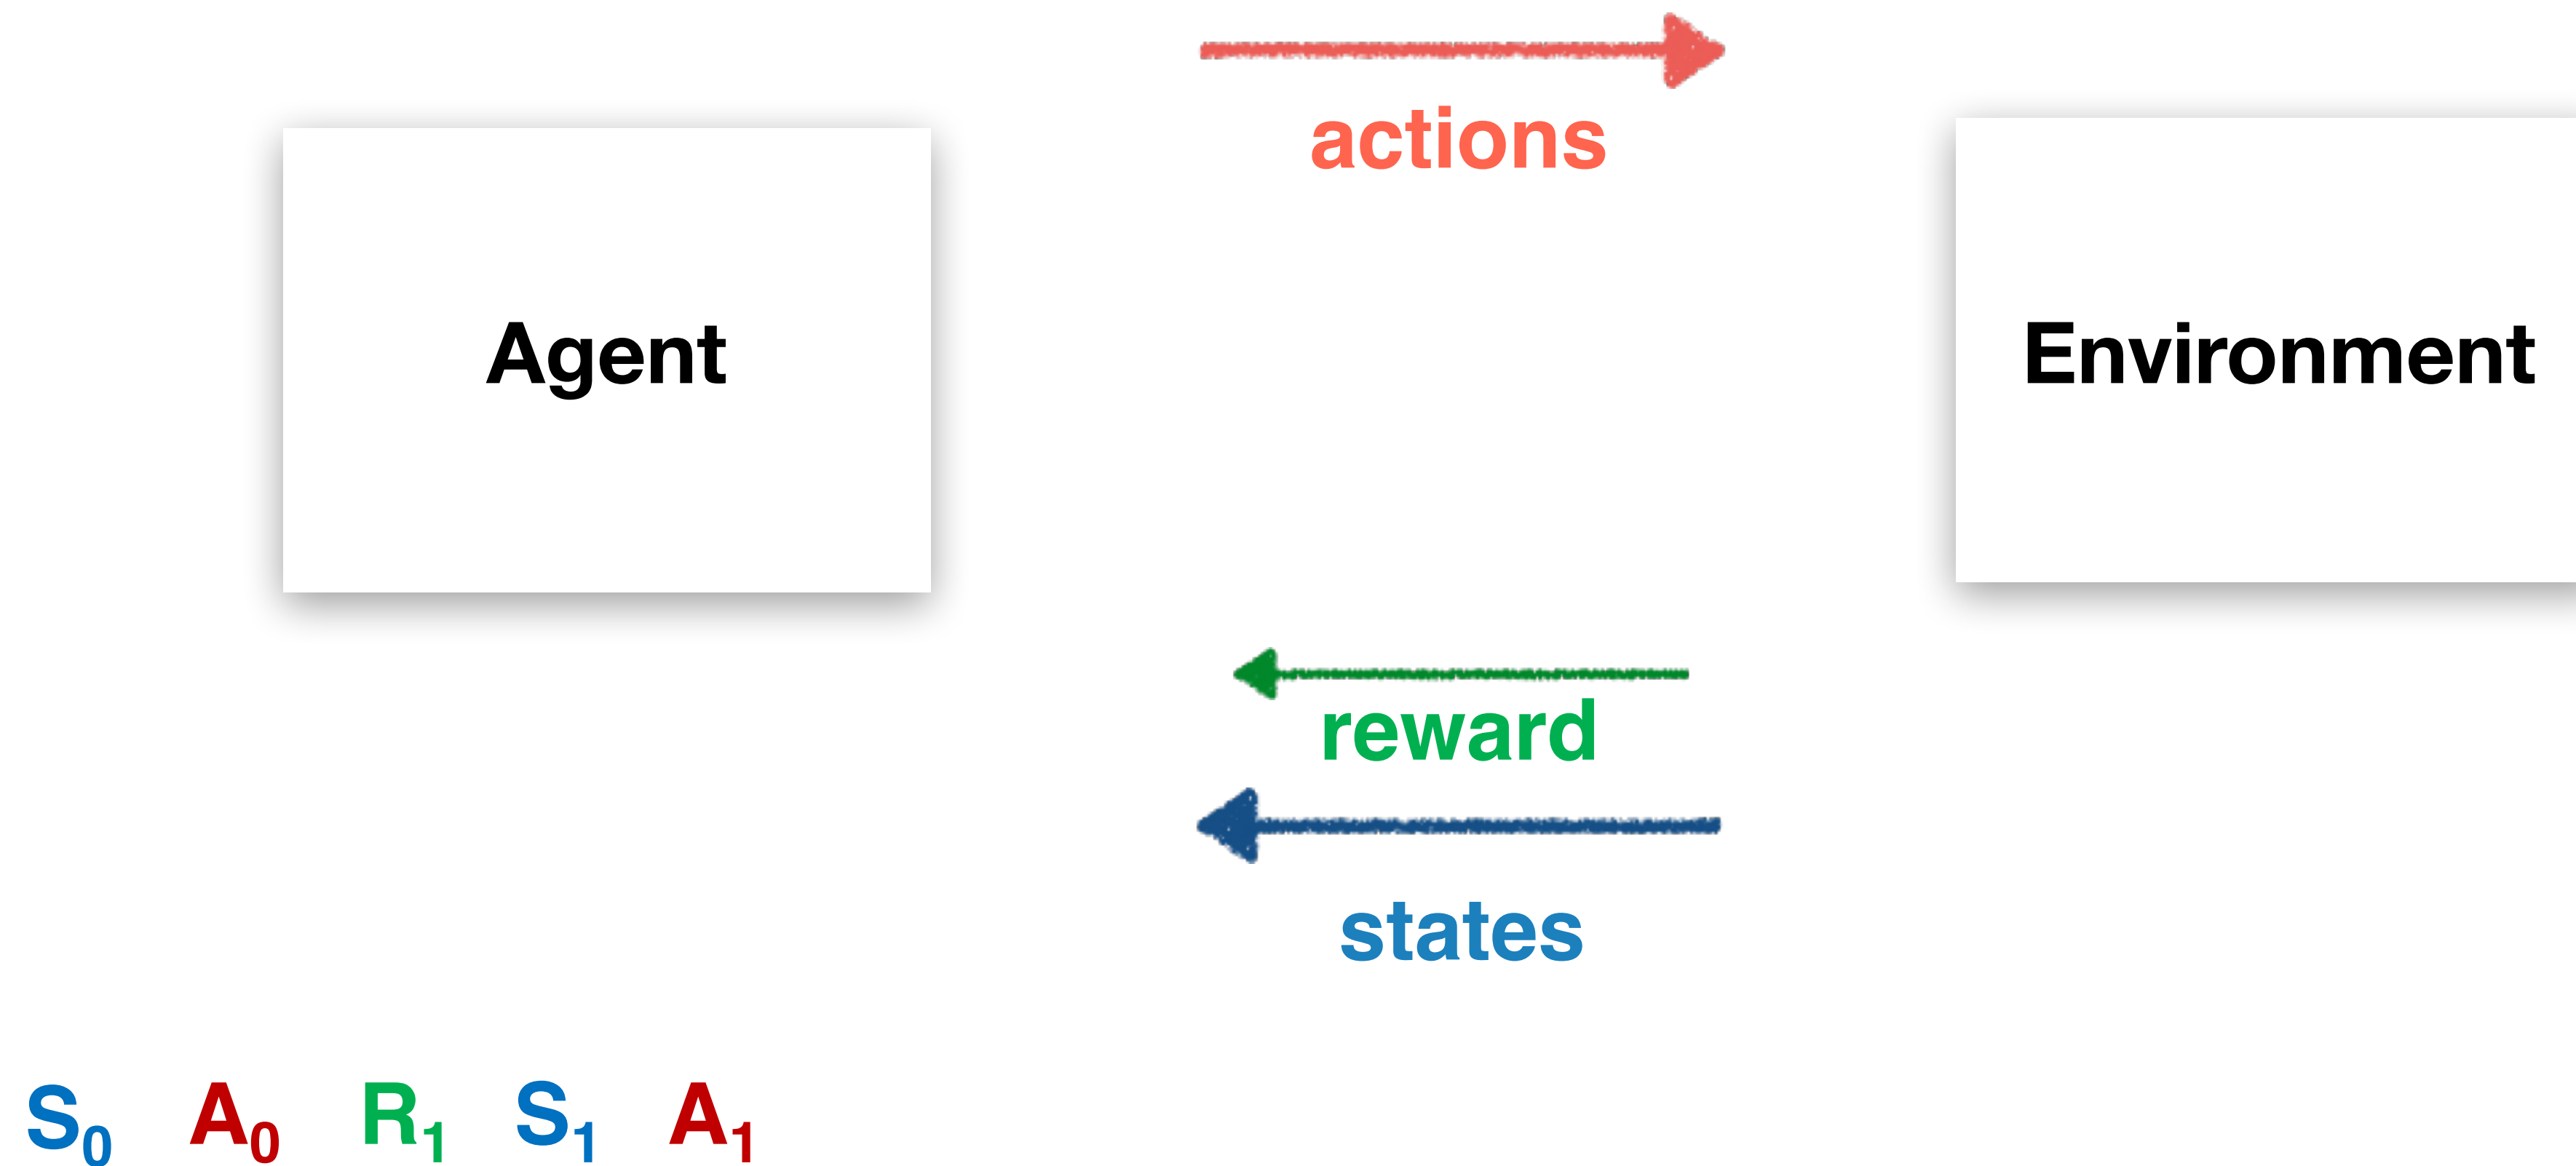 actions
Agent
Environment
reward
states
S₀ A₀ R₁ S₁ A₁